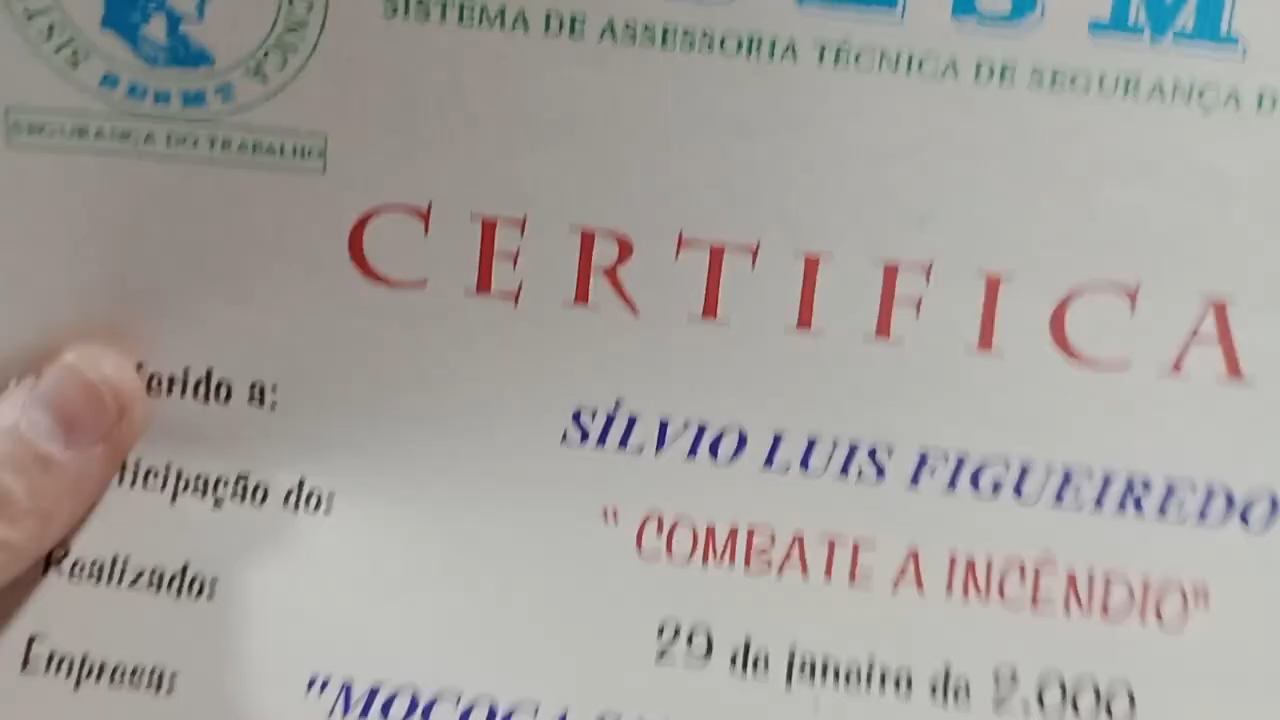 SISTEMA DE ASSESSORIA TÉCNICA DE SEGURANÇA D
SEGURANÇA DO TRABALHO
CERTIFICA
ferido a: SÍLVIO LUIS FIGUEIREDO
ticipação do: " COMBATE A INCÊNDIO"
Realizado: 29 de janeiro de 2.000
Empresa: "MOCOCA